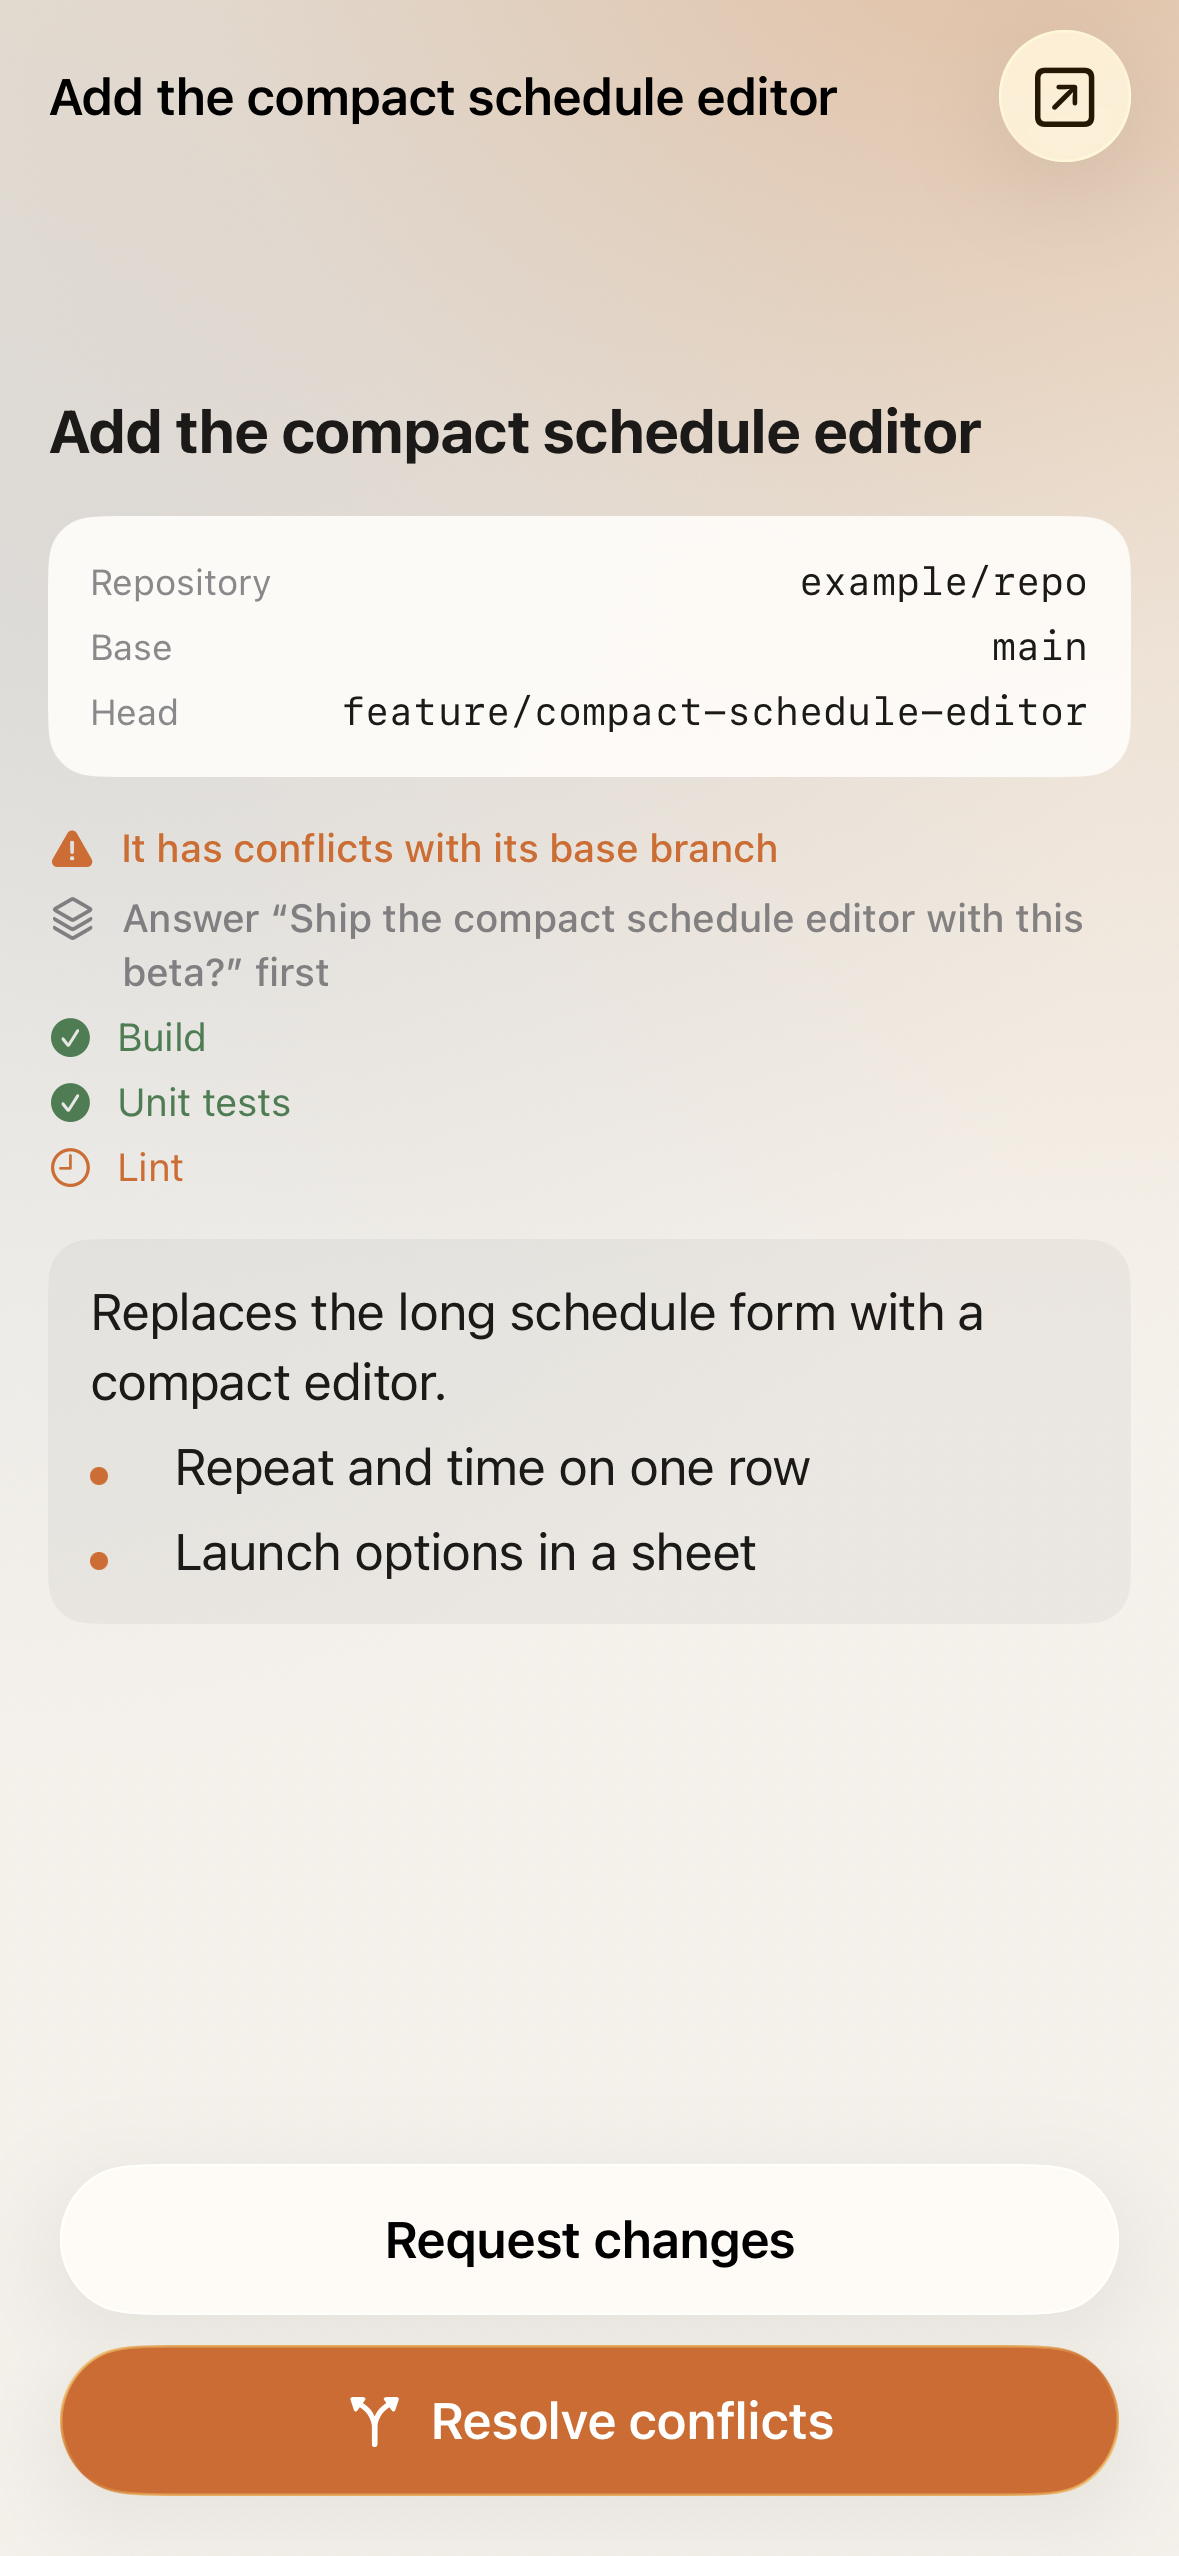 Add the compact schedule editor
Add the compact schedule editor
Repository example/repo
Base main
Head feature/compact-schedule-editor
It has conflicts with its base branch
Answer “Ship the compact schedule editor with this
beta?” first
Build
Unit tests
Lint
Replaces the long schedule form with a
compact editor.
• Repeat and time on one row
• Launch options in a sheet
Request changes
Resolve conflicts